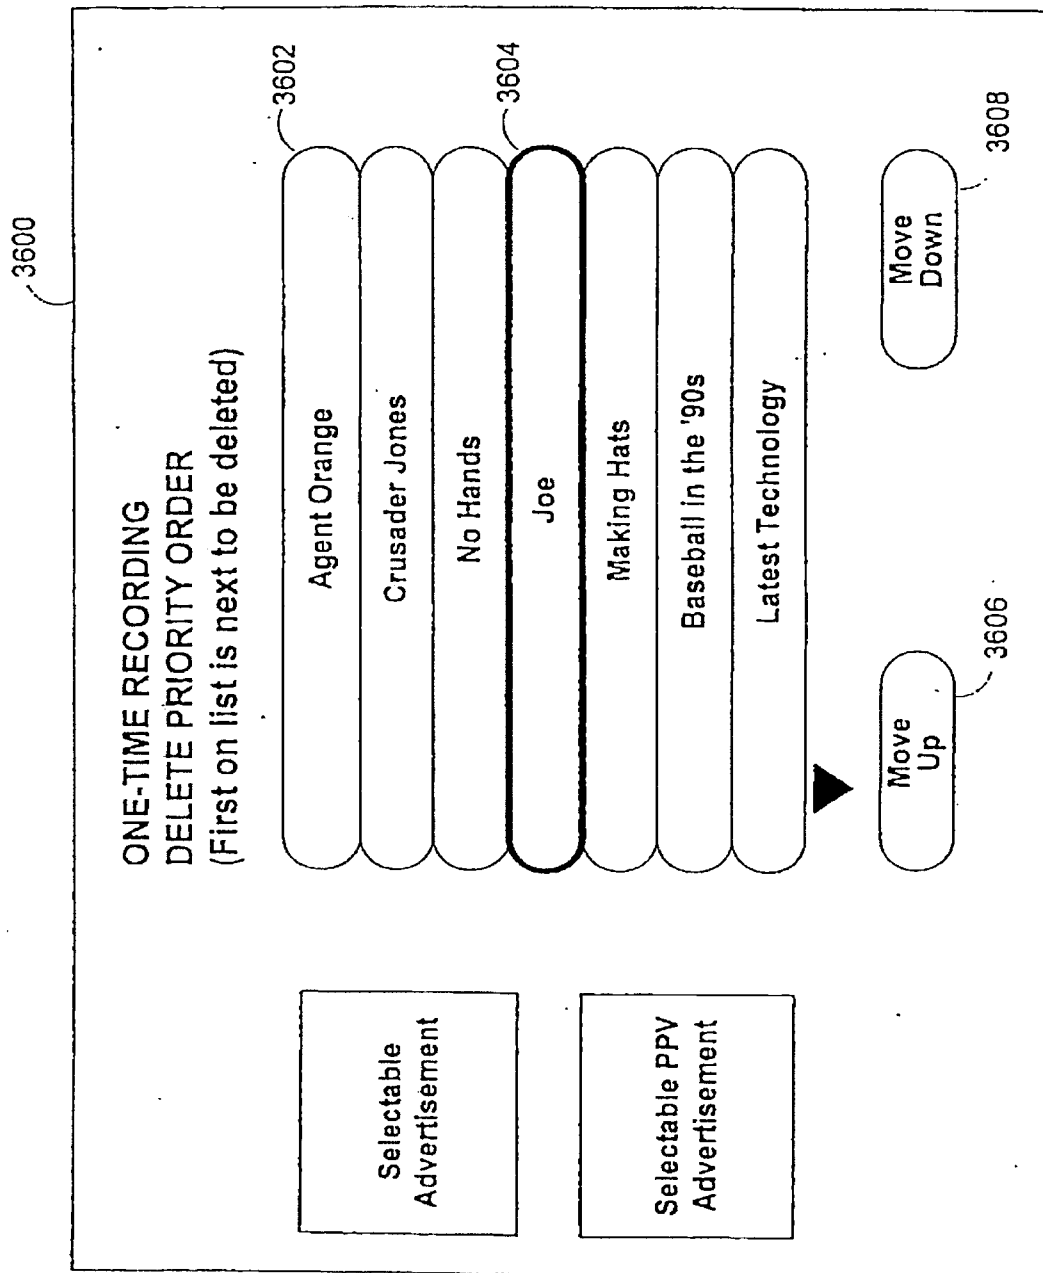 3600
ONE-TIME RECORDING
DELETE PRIORITY ORDER
(First on list is next to be deleted)
Selectable
Advertisement
Selectable PPV
Advertisement
3602
Agent Orange
Crusader Jones
No Hands
3604
Joe
Making Hats
Baseball in the '90s
Latest Technology
Move
Up
3606
Move
Down
3608